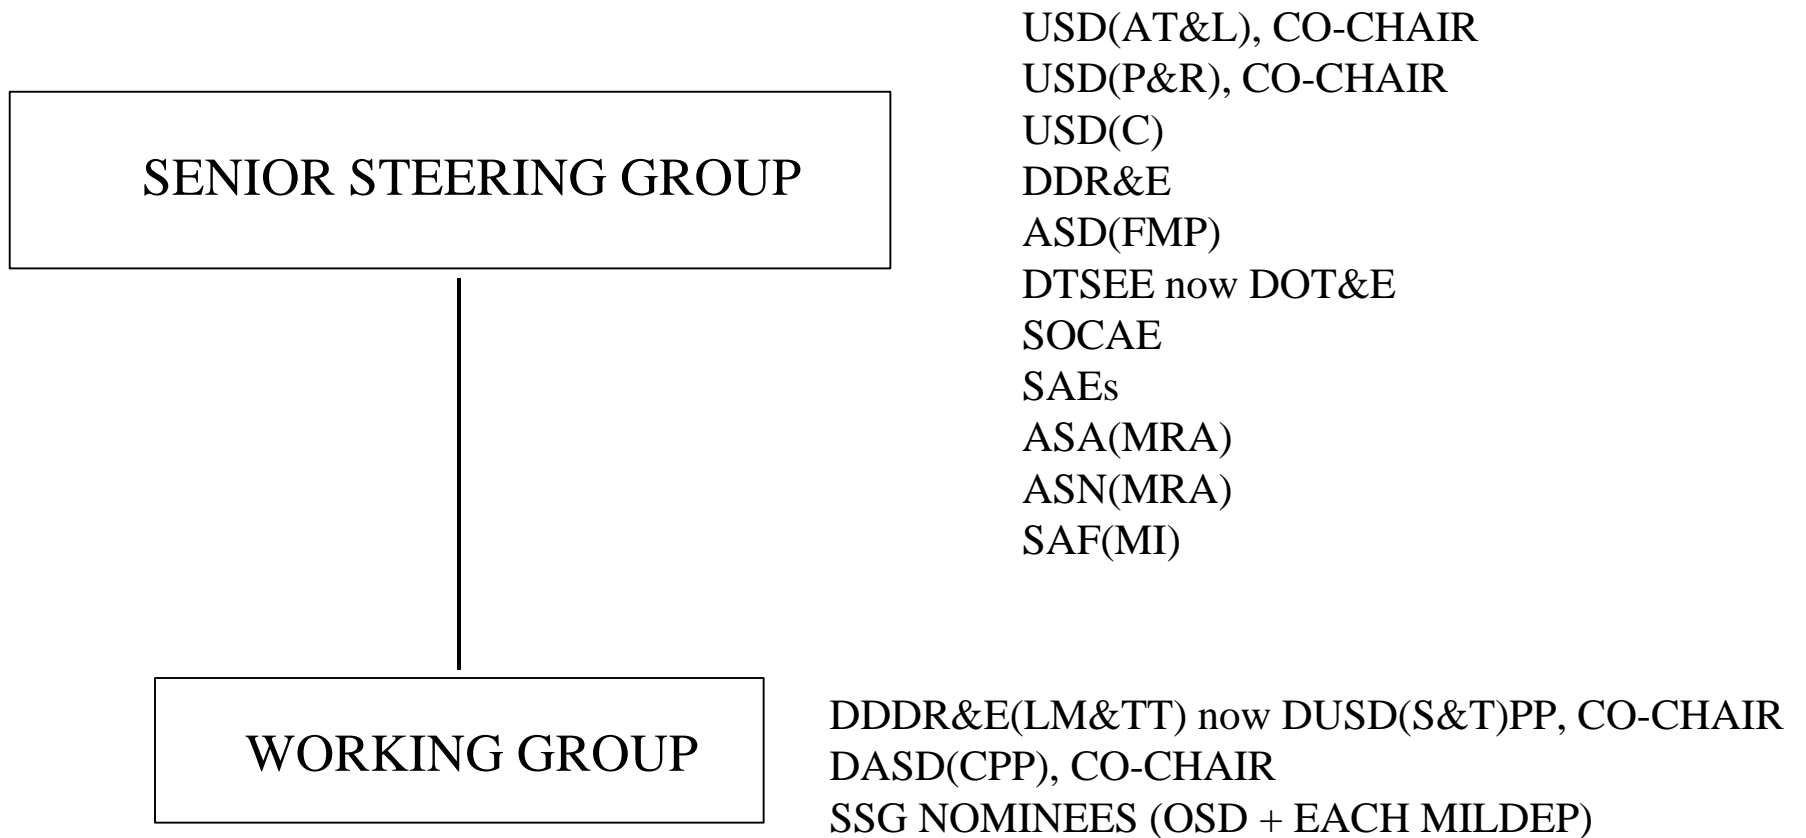 SENIOR STEERING GROUP
USD(AT&L), CO-CHAIR
USD(P&R), CO-CHAIR
USD(C)
DDR&E
ASD(FMP)
DTSEE now DOT&E
SOCAE
SAEs
ASA(MRA)
ASN(MRA)
SAF(MI)
WORKING GROUP
DDDR&E(LM&TT) now DUSD(S&T)PP, CO-CHAIR
DASD(CPP), CO-CHAIR
SSG NOMINEES (OSD + EACH MILDEP)